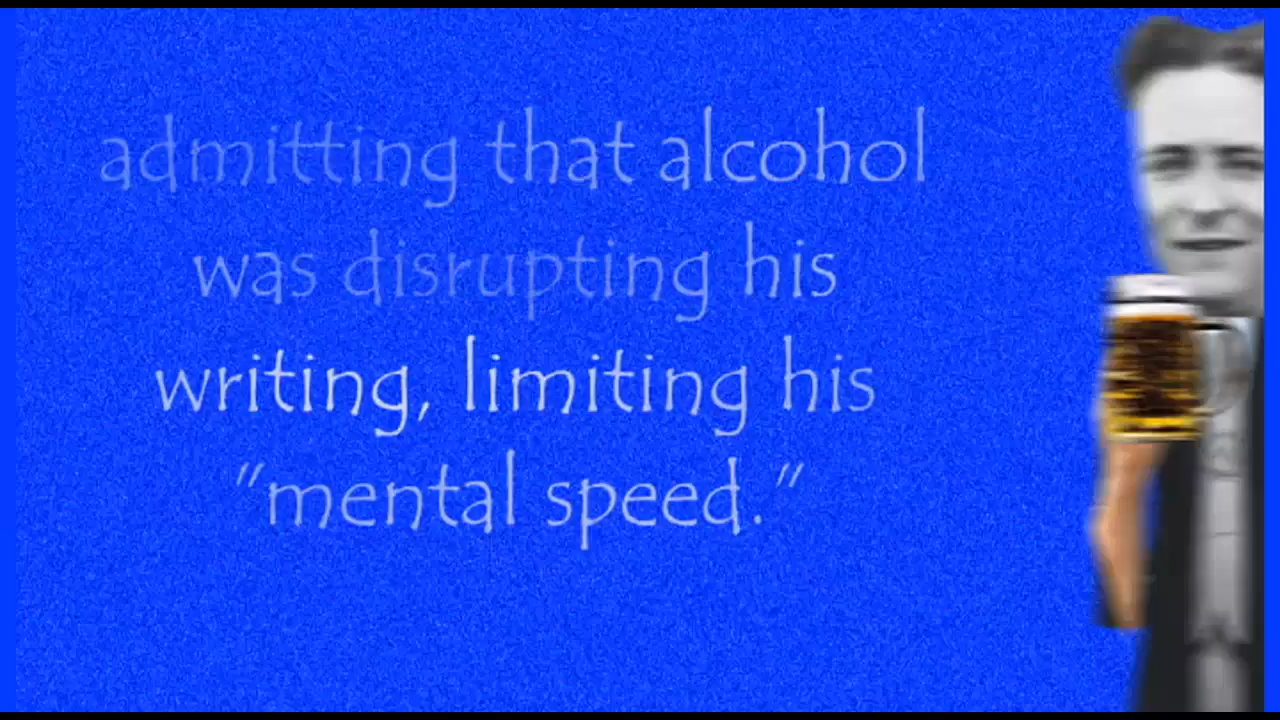 admitting that alcohol
was disrupting his
writing, limiting his
“mental speed.”